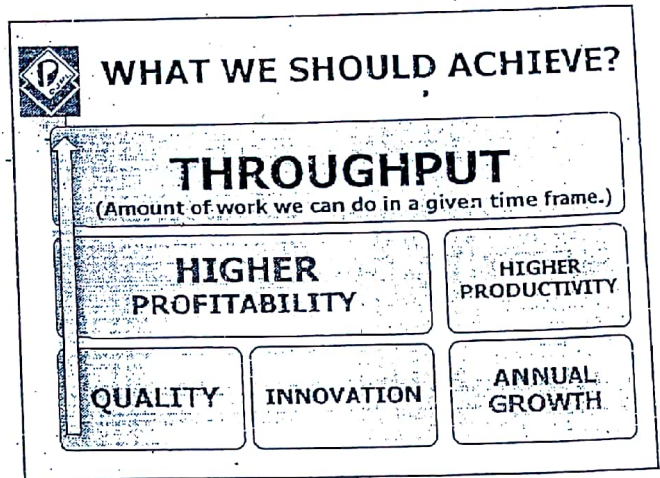 WHAT WE SHOULD ACHIEVE?
THROUGHPUT
(Amount of work we can do in a given time frame.)
HIGHER
PROFITABILITY
HIGHER
PRODUCTIVITY
QUALITY
INNOVATION
ANNUAL
GROWTH